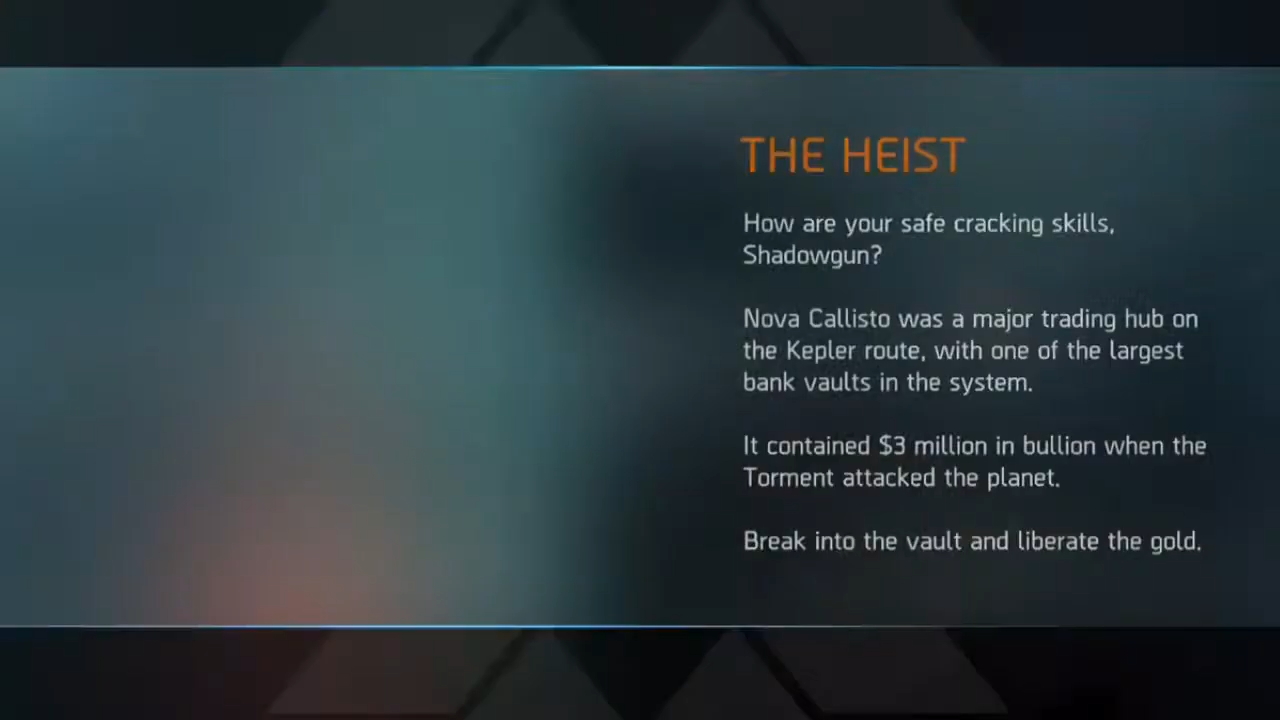 THE HEIST
How are your safe cracking skills,
Shadowgun?
Nova Callisto was a major trading hub on
the Kepler route, with one of the largest
bank vaults in the system.
It contained $3 million in bullion when the
Torment attacked the planet.
Break into the vault and liberate the gold.